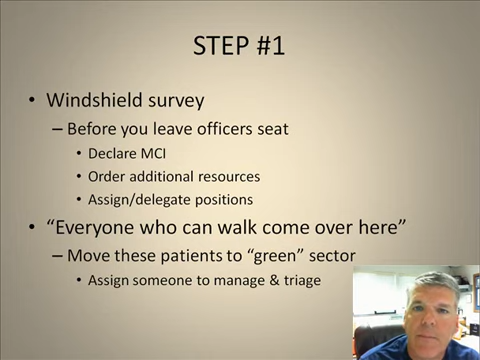 STEP #1
• Windshield survey
– Before you leave officers seat
• Declare MCI
• Order additional resources
• Assign/delegate positions
• “Everyone who can walk come over here”
– Move these patients to “green” sector
• Assign someone to manage & triage